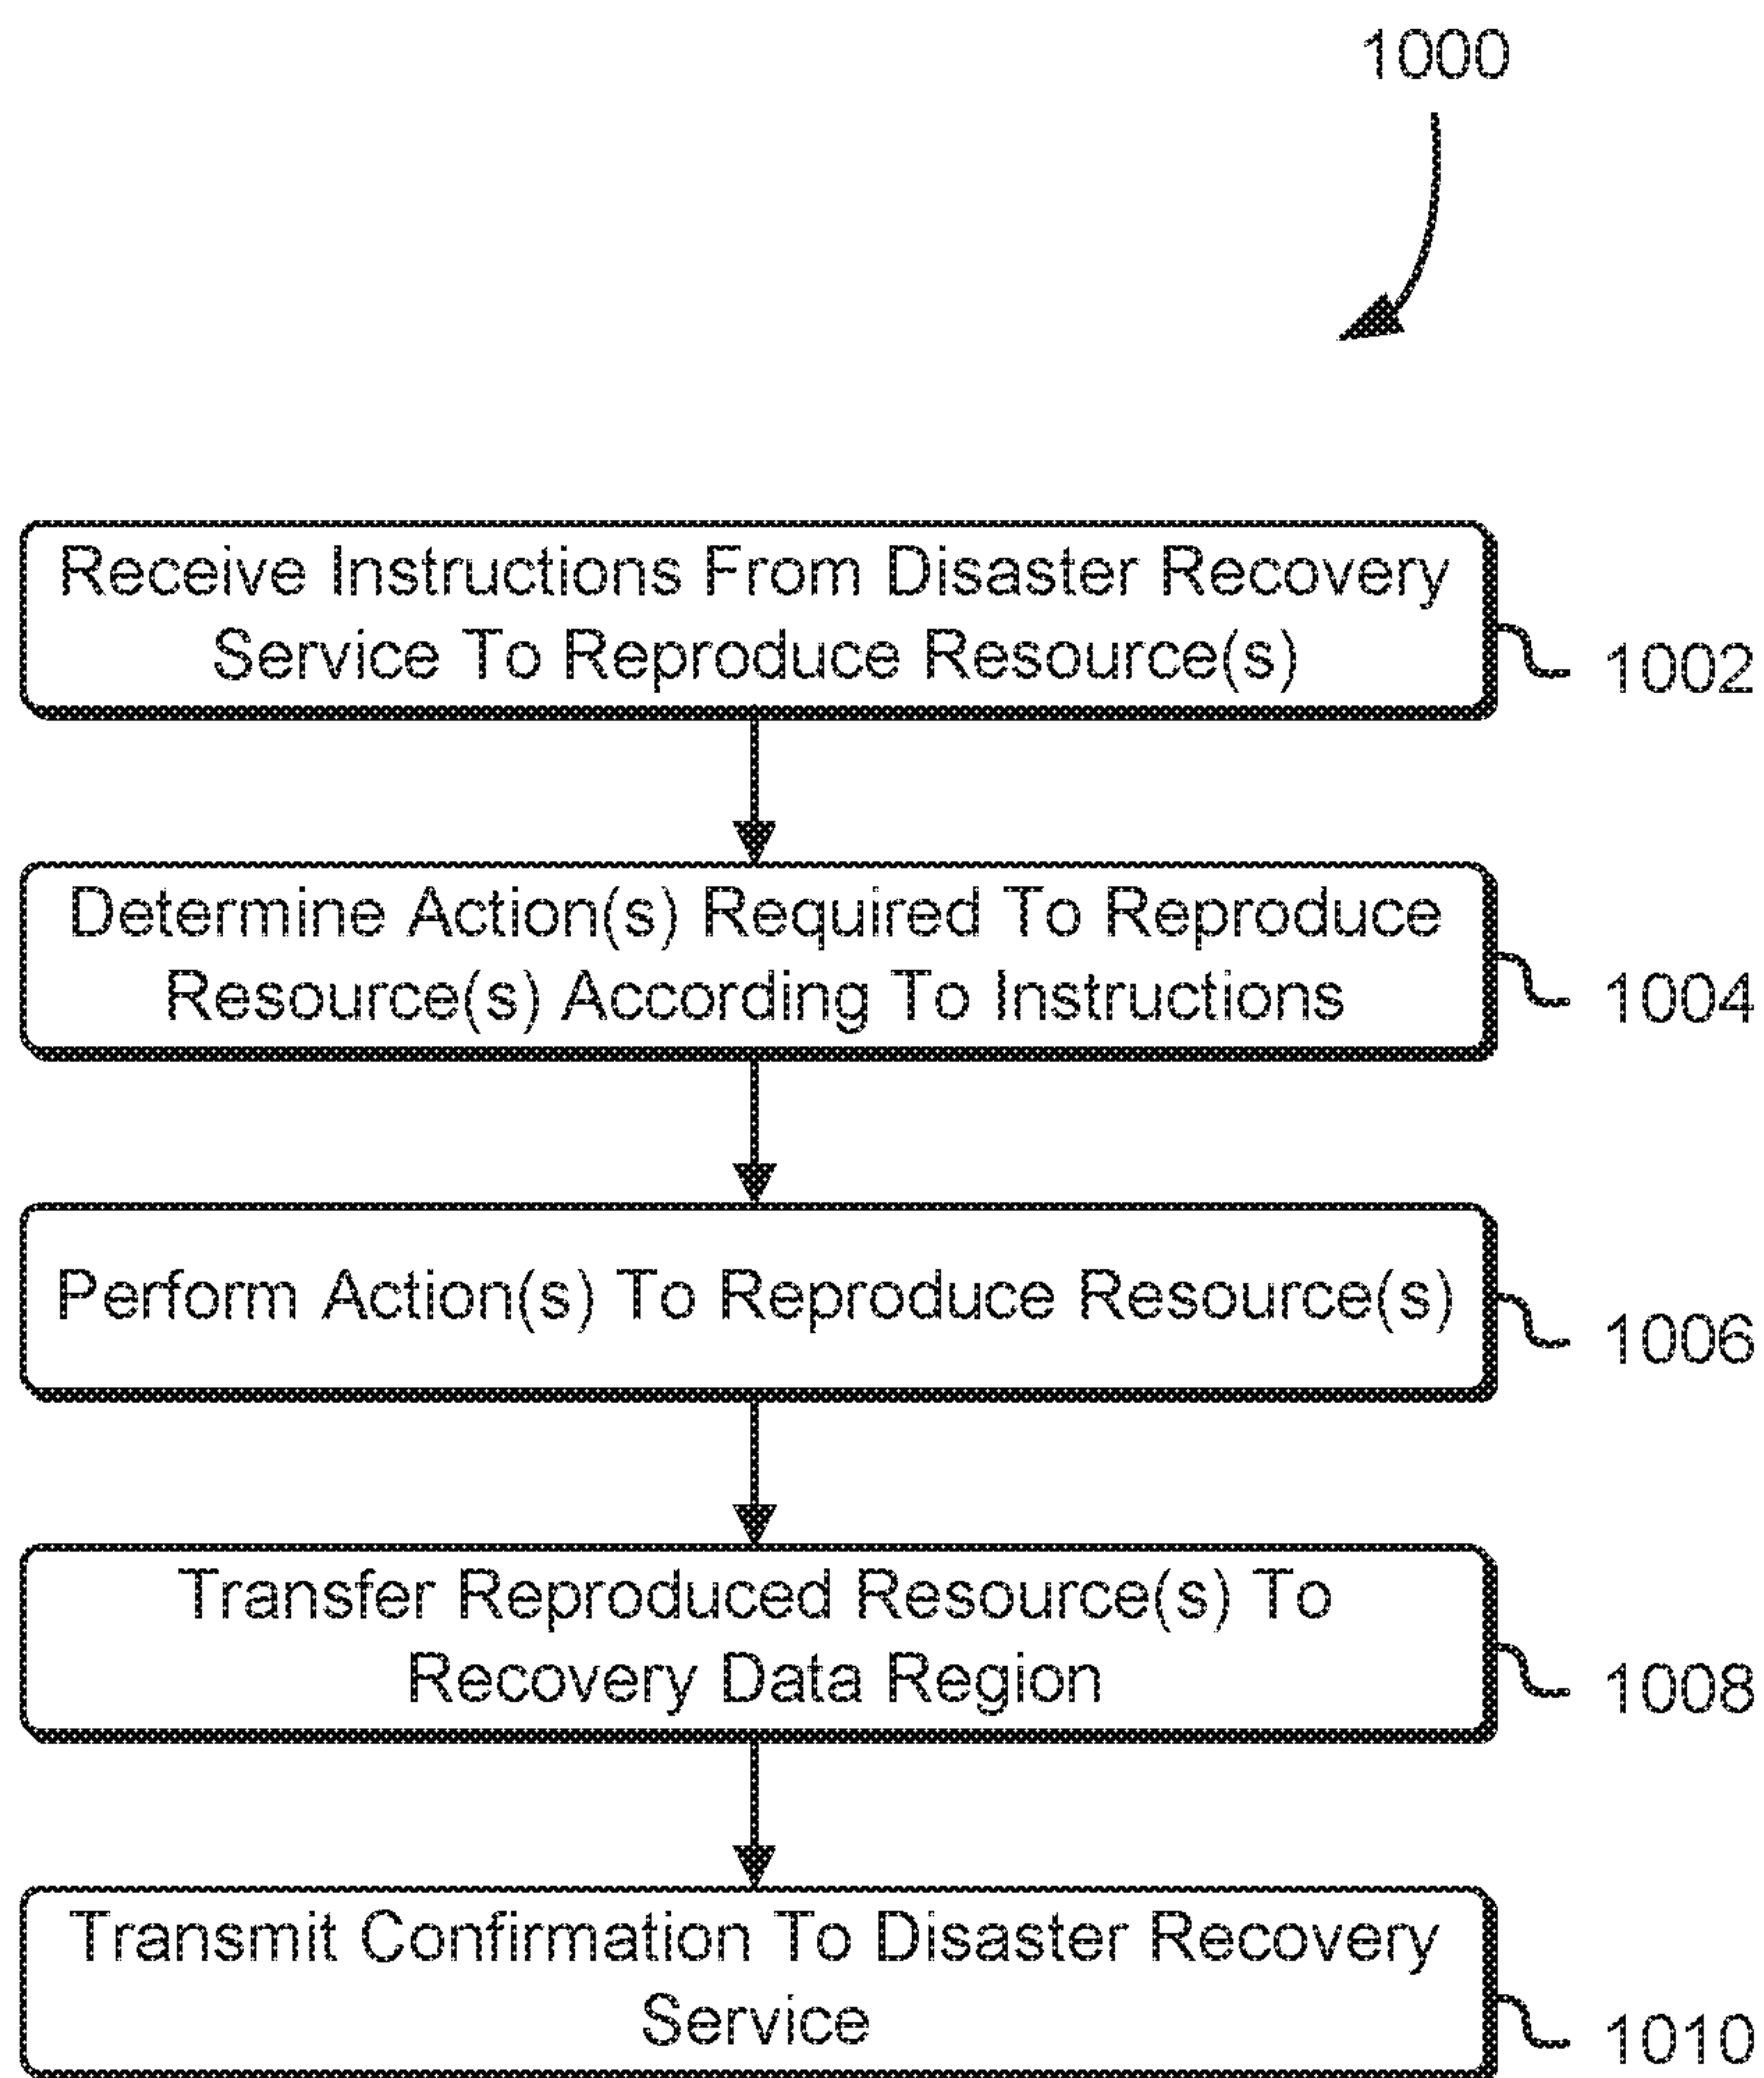 1000
Receive Instructions From Disaster Recovery
Service To Reproduce Resource(s)
1002
Determine Action(s) Required To Reproduce
Resource(s) According To Instructions
1004
Perform Action(s) To Reproduce Resource(s)
1006
Transfer Reproduced Resource(s) To
Recovery Data Region
1008
Transmit Confirmation To Disaster Recovery
Service
1010